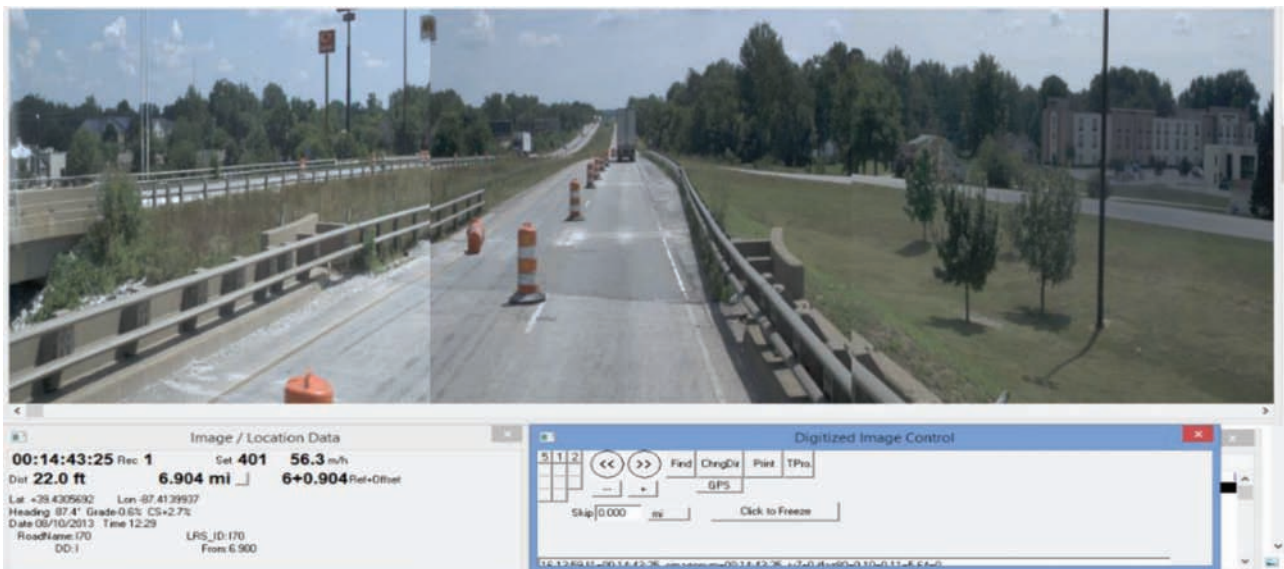 Image / Location Data
00:14:43:25 Rec 1 Set 401 56.3 m/h
Dist 22.0 ft 6.904 mi 6+0.904 Ref+Offset
Lat +39.4305692 Lon -87.4139937
Heading 87.4° Grade-0.6% CS+2.7%
Date 08/10/2013 Time 12:29
RoadName: I70 LRS_ID: I70
DD: I From: 6.900
Digitized Image Control
5 1 2
<< >> Find ChngDir Print TPro.
-- + GPS
Skip 0.000 mi Click to Freeze